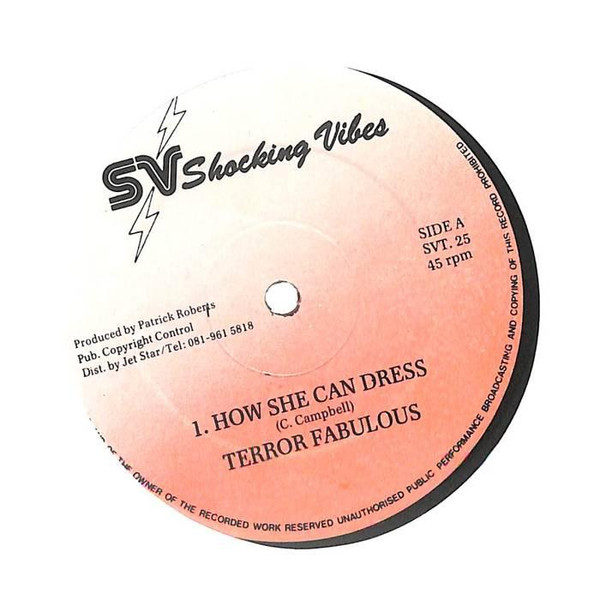 SV Shocking Vibes
SIDE A
SVT. 25
45 rpm
Produced by Patrick Roberts
Pub. Copyright Control
Dist. by Jet Star/Tel: 081-961 5818
1. HOW SHE CAN DRESS
(C. Campbell)
TERROR FABULOUS
OF THE OWNER OF THE RECORDED WORK RESERVED UNAUTHORISED PUBLIC PERFORMANCE BROADCASTING AND COPYING OF THIS RECORD PROHIBITED